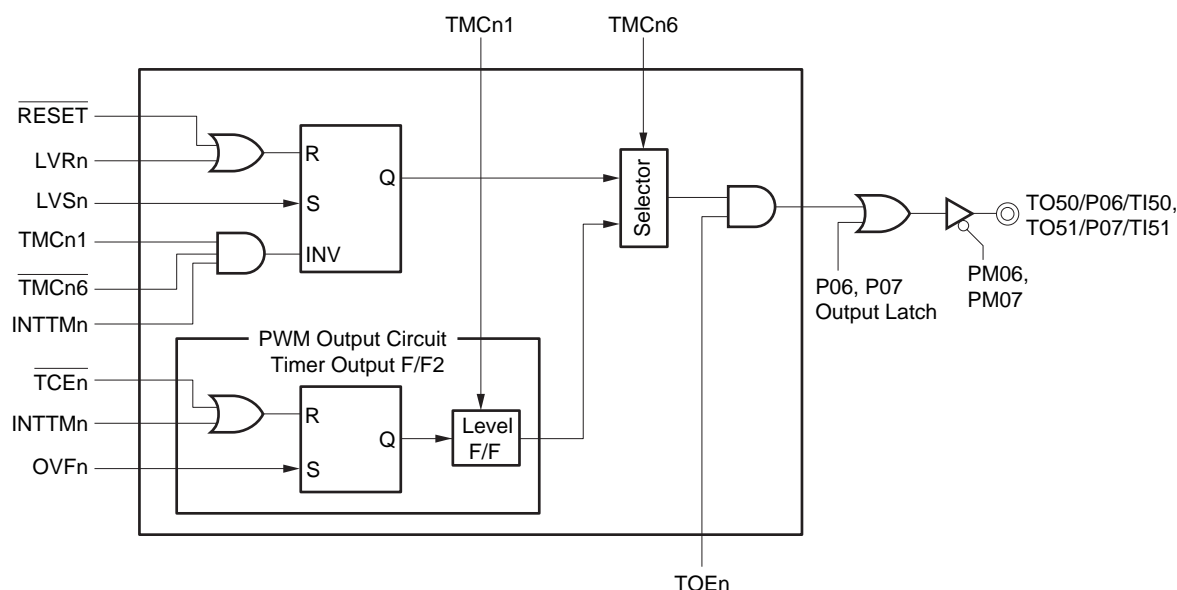 TMCn1
TMCn6
RESET
LVRn
LVSn
TMCn1
TMCn6
INTTMn
R
Q
S
INV
Selector
TO50/P06/TI50,
TO51/P07/TI51
P06, P07
Output Latch
PM06,
PM07
PWM Output Circuit
Timer Output F/F2
TCEn
INTTMn
OVFn
R
Q
S
Level
F/F
TOEn